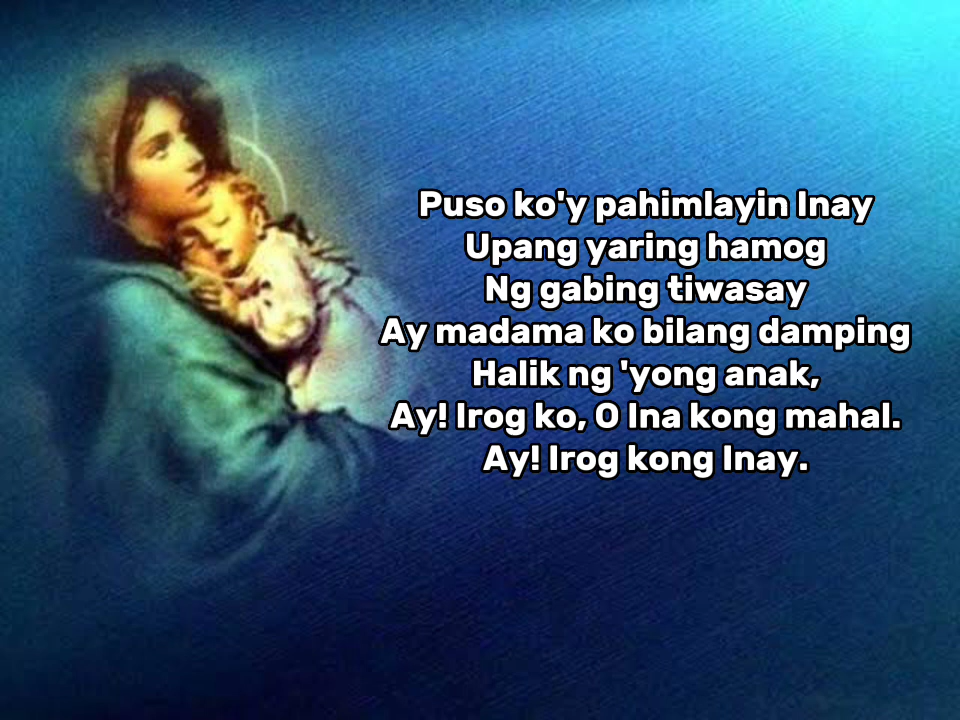 Puso ko'y pahimlayin Inay
Upang yaring hamog
Ng gabing tiwasay
Ay madama ko bilang damping
Halik ng 'yong anak,
Ay! Irog ko, O Ina kong mahal.
Ay! Irog kong Inay.